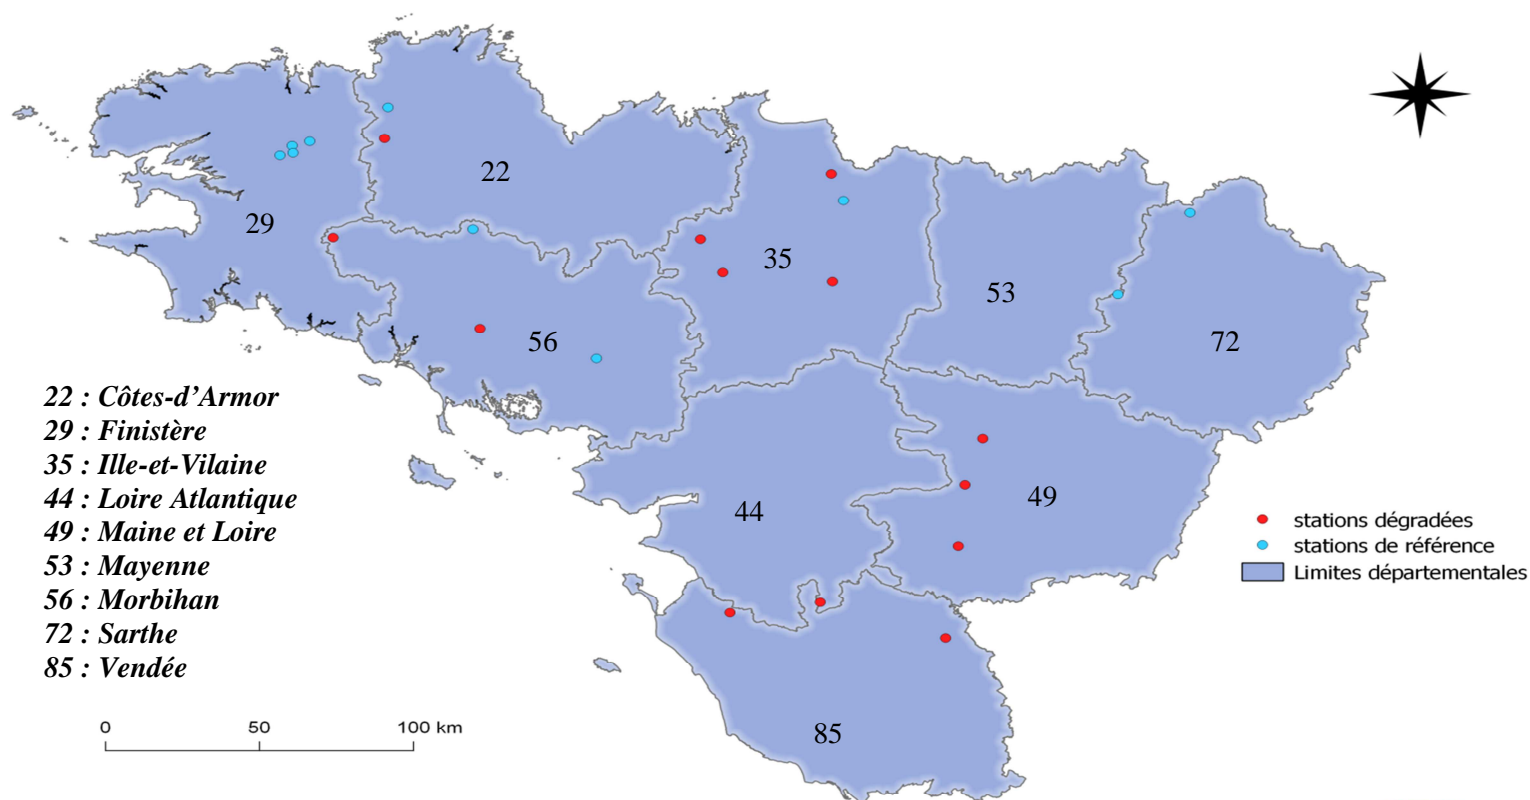 22
29
35
53
56
72
22 : Côtes-d’Armor
29 : Finistère
35 : Ille-et-Vilaine
44 : Loire Atlantique
49 : Maine et Loire
53 : Mayenne
56 : Morbihan
72 : Sarthe
85 : Vendée
44
49
stations dégradées
stations de référence
Limites départementales
0 50 100 km
85